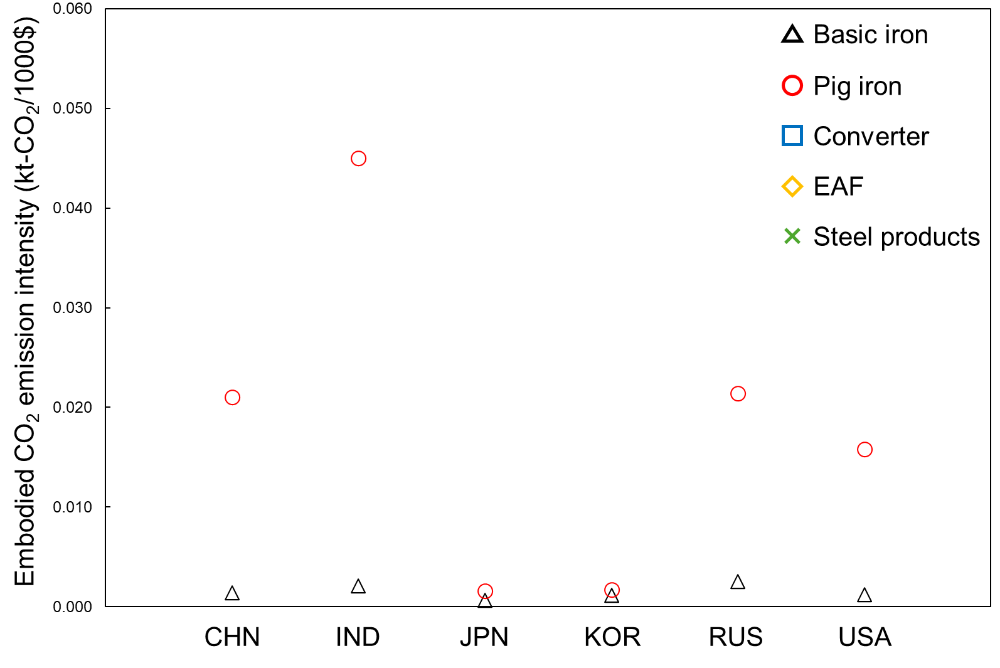 Embodied CO₂ emission intensity (kt-CO₂/1000$)
0.060
0.050
0.040
0.030
0.020
0.010
0.000
Basic iron
Pig iron
Converter
EAF
Steel products
CHN IND JPN KOR RUS USA